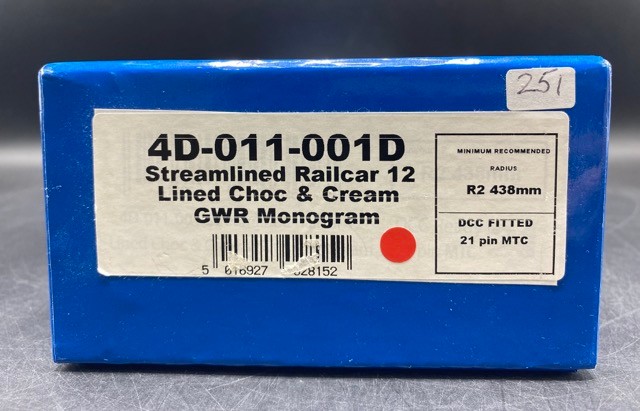 251
4D-011-001D
Streamlined Railcar 12
Lined Choc & Cream
GWR Monogram
MINIMUM RECOMMENDED
RADIUS
R2 438mm
DCC FITTED
21 pin MTC